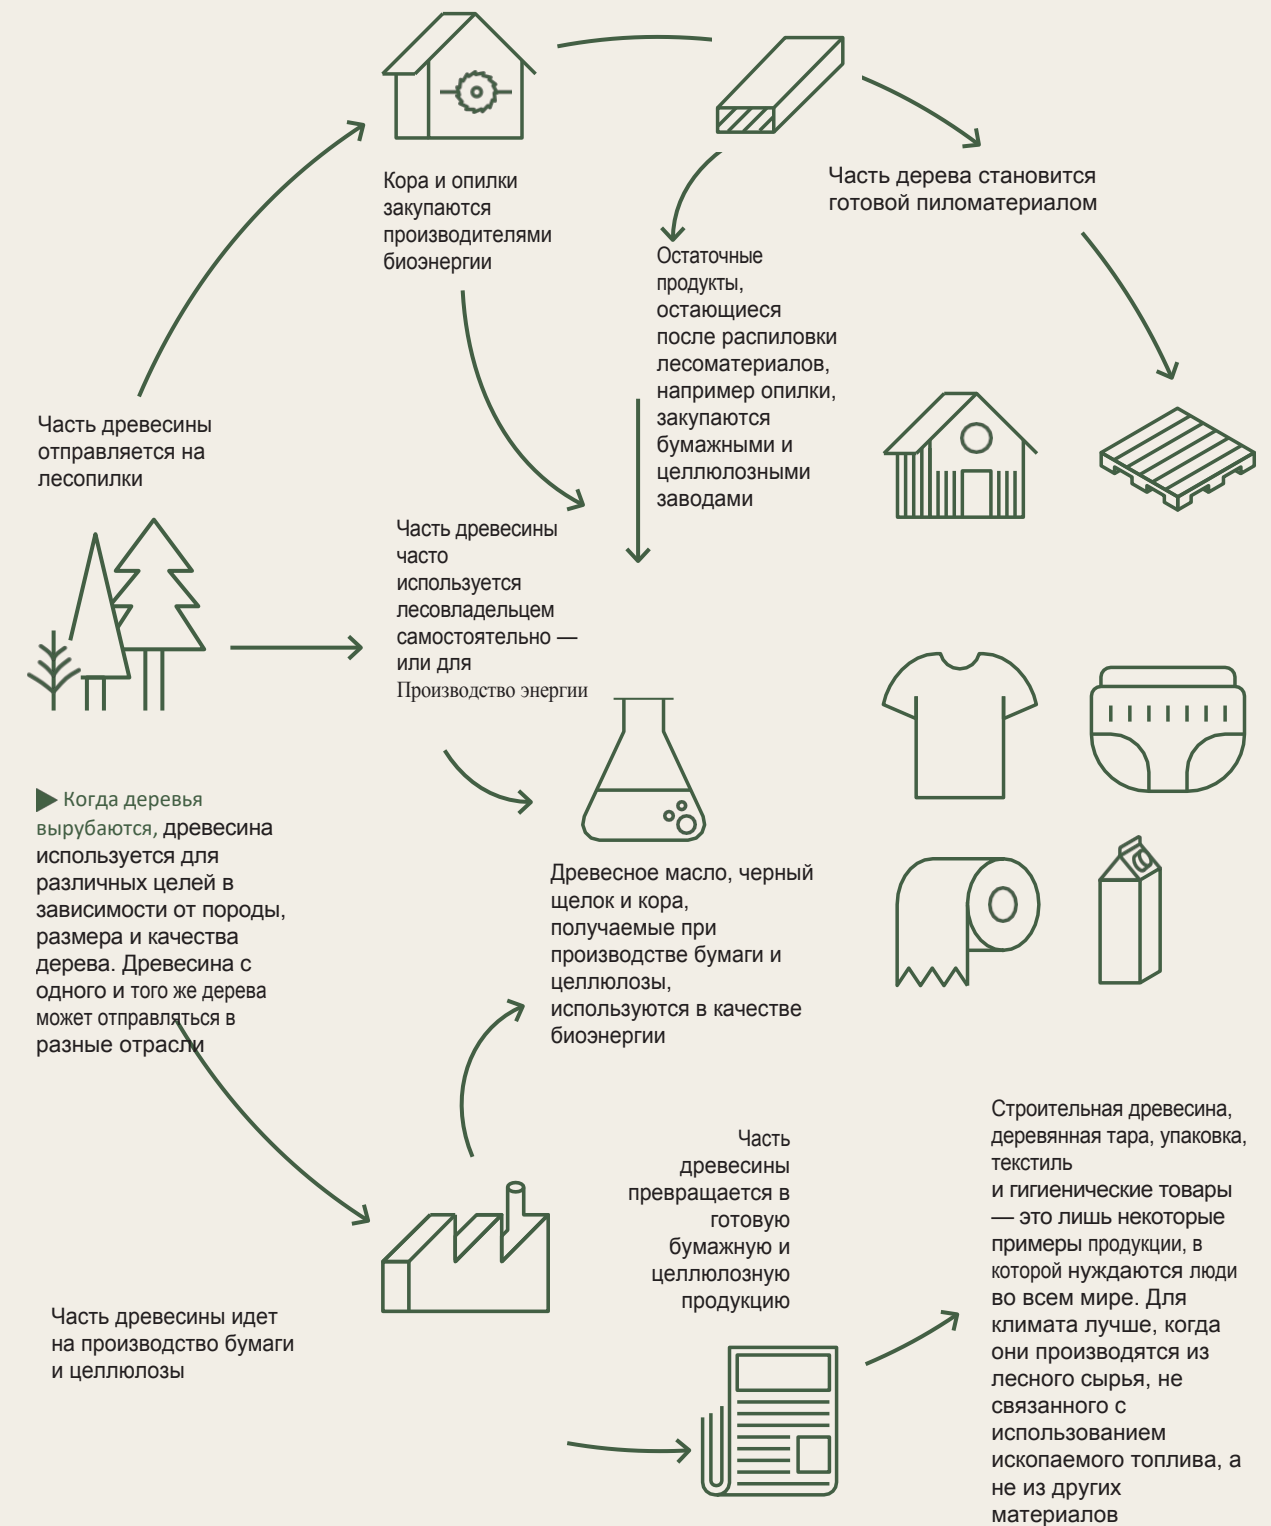 Кора и опилки
закупаются
производителями
биоэнергии
Часть дерева становится
готовой пиломатериалом
Остаточные
продукты,
остающиеся
после распиловки
лесоматериалов,
например опилки,
закупаются
бумажными и
целлюлозными
заводами
Часть древесины
отправляется на
лесопилки
Часть древесины
часто
используется
лесовладельцем
самостоятельно —
или для
Производство энергии
Когда деревья
вырубаются, древесина
используется для
различных целей в
зависимости от породы,
размера и качества
дерева. Древесина с
одного и того же дерева
может отправляться в
разные отрасли
Древесное масло, черный
щелок и кора,
получаемые при
производстве бумаги и
целлюлозы,
используются в качестве
биоэнергии
Часть
древесины
превращается в
готовую
бумажную и
целлюлозную
продукцию
Часть древесины идет
на производство бумаги
и целлюлозы
Строительная древесина,
деревянная тара, упаковка,
текстиль
и гигиенические товары
— это лишь некоторые
примеры продукции, в
которой нуждаются люди
во всем мире. Для
климата лучше, когда
они производятся из
лесного сырья, не
связанного с
использованием
ископаемого топлива, а
не из других
материалов